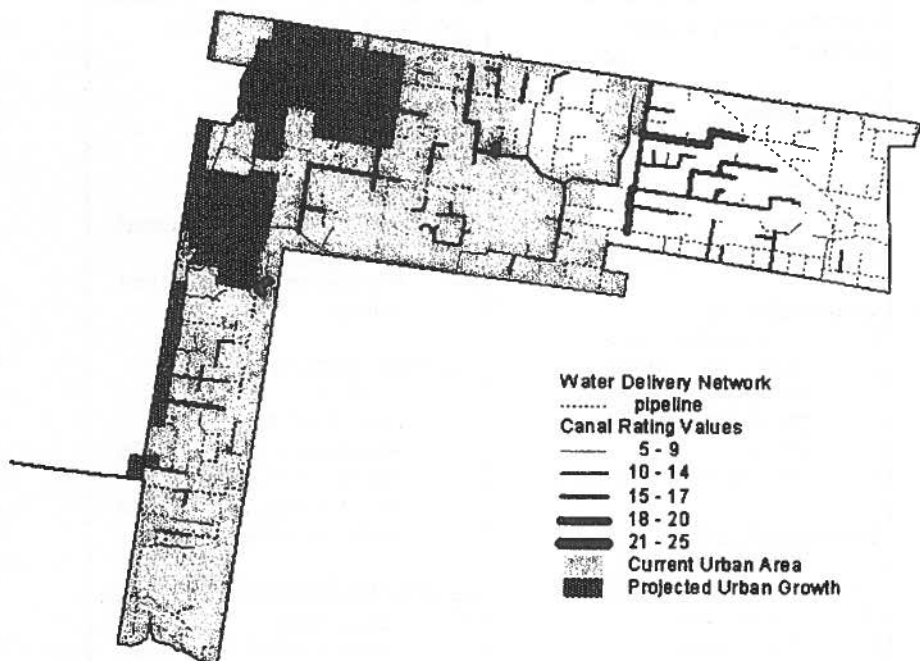 Water Delivery Network
pipeline
Canal Rating Values
5 - 9
10 - 14
15 - 17
18 - 20
21 - 25
Current Urban Area
Projected Urban Growth